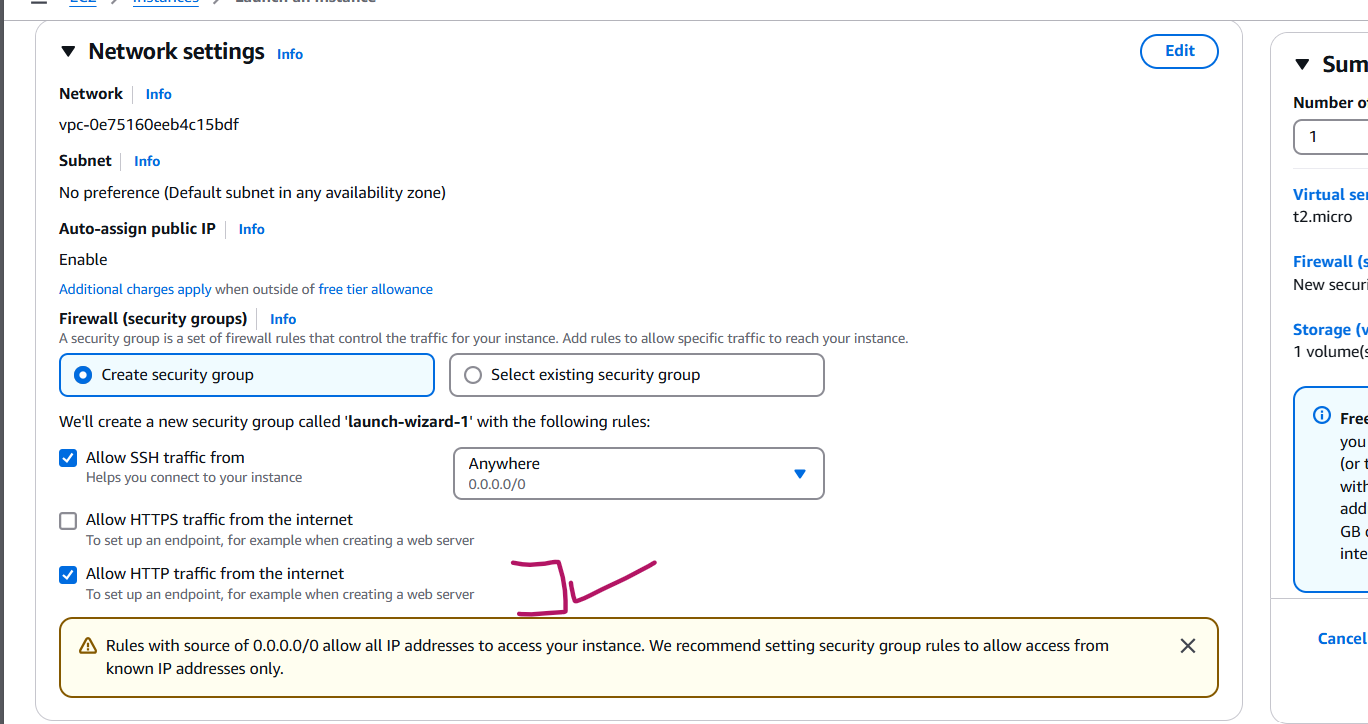 EC2 > Instances > Launch an instance
Network settings Info
Edit
Network Info
vpc-0e75160eeb4c15bdf
Subnet Info
No preference (Default subnet in any availability zone)
Auto-assign public IP Info
Enable
Additional charges apply when outside of free tier allowance
Firewall (security groups) Info
A security group is a set of firewall rules that control the traffic for your instance. Add rules to allow specific traffic to reach your instance.
Create security group
Select existing security group
We'll create a new security group called 'launch-wizard-1' with the following rules:
Allow SSH traffic from
Helps you connect to your instance
Anywhere
0.0.0.0/0
Allow HTTPS traffic from the internet
To set up an endpoint, for example when creating a web server
Allow HTTP traffic from the internet
To set up an endpoint, for example when creating a web server
Rules with source of 0.0.0.0/0 allow all IP addresses to access your instance. We recommend setting security group rules to allow access from
known IP addresses only.
Sum
Number o
1
Virtual se
t2.micro
Firewall (s
New securi
Storage (v
1 volume(s
Free
you
(or t
with
add
GB
inte
Cancel